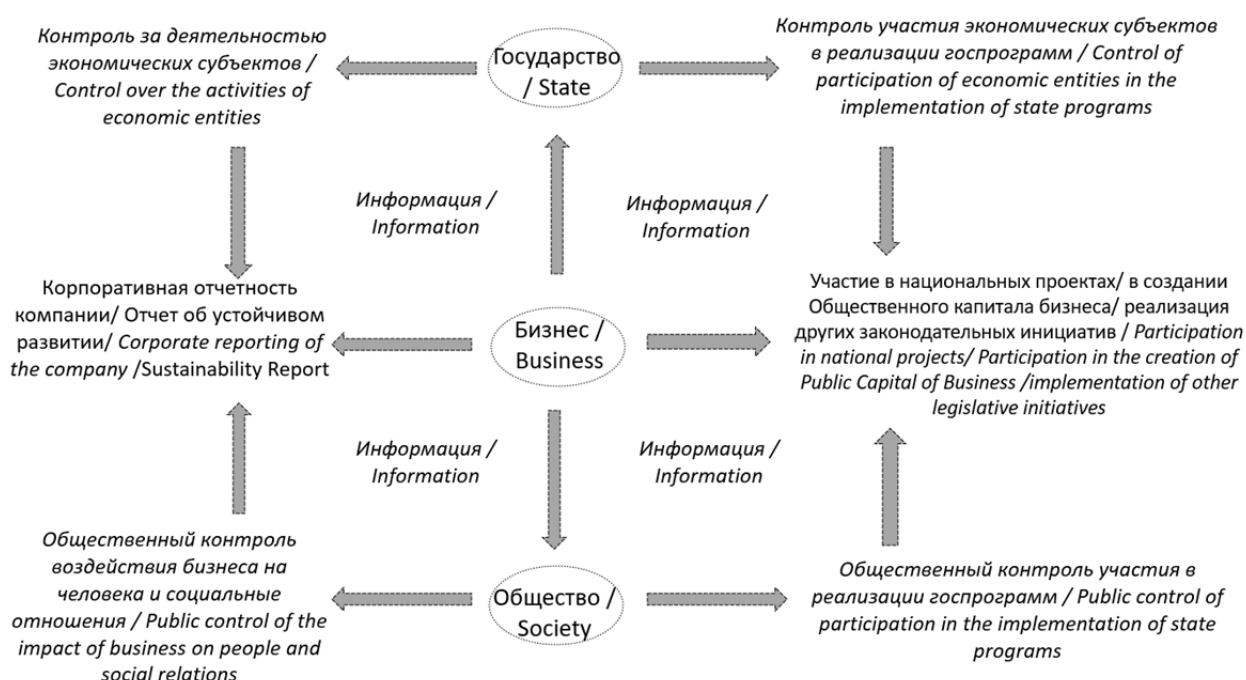 Контроль за деятельностью
экономических субъектов /
Control over the activities of
economic entities
Государство
/ State
Контроль участия экономических субъектов
в реализации госпрограмм / Control of
participation of economic entities in the
implementation of state programs
Информация /
Information
Информация /
Information
Корпоративная отчетность
компании/ Отчет об устойчивом
развитии/ Corporate reporting of
the company /Sustainability Report
Бизнес /
Business
Участие в национальных проектах/ в создании
Общественного капитала бизнеса/ реализация
других законодательных инициатив / Participation
in national projects/ Participation in the creation of
Public Capital of Business /implementation of other
legislative initiatives
Информация /
Information
Информация /
Information
Общественный контроль
воздействия бизнеса на
человека и социальные
отношения / Public control of the
impact of business on people and
social relations
Общество /
Society
Общественный контроль участия в
реализации госпрограмм / Public control of
participation in the implementation of state
programs